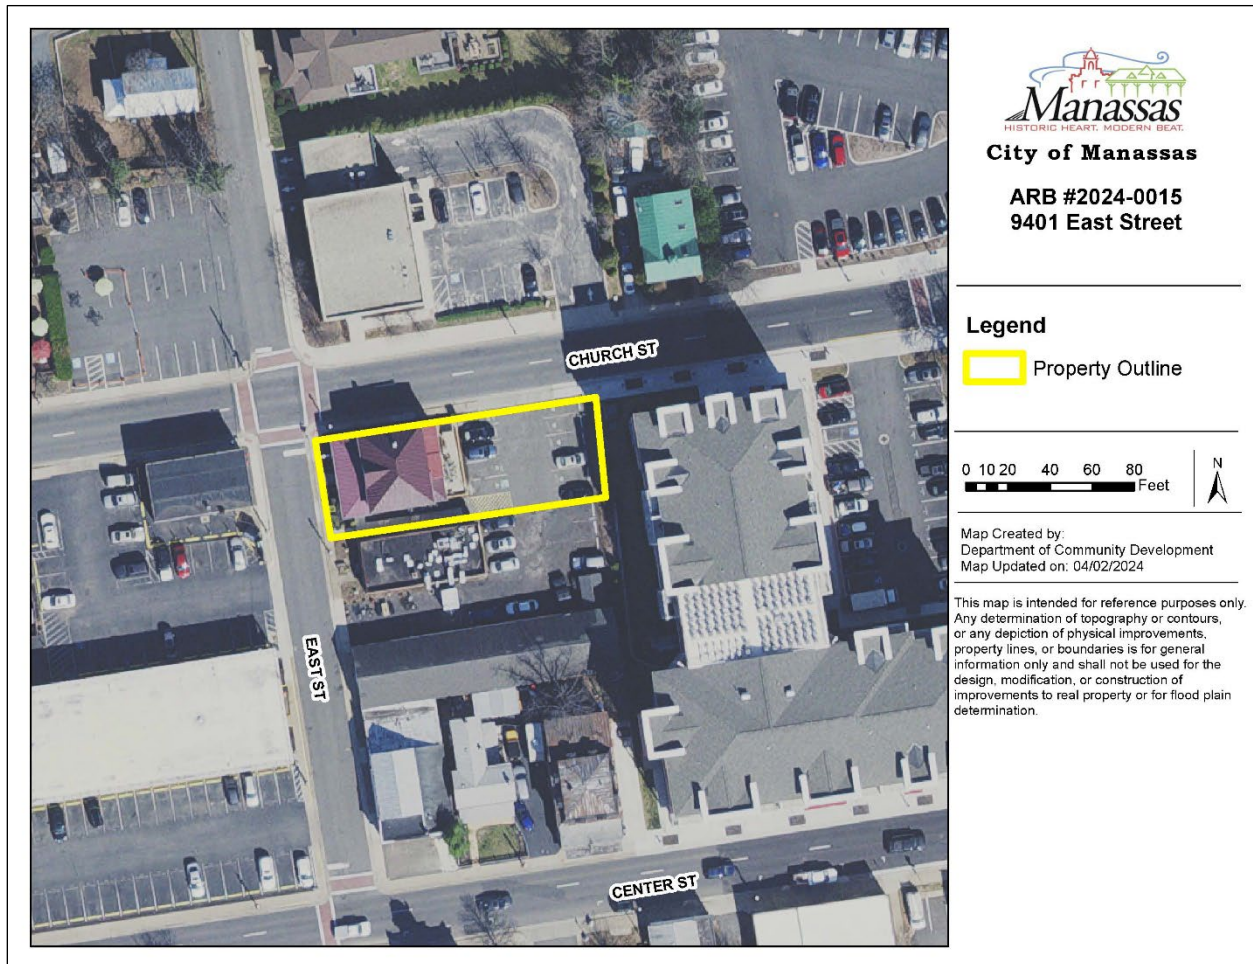 Manassas
HISTORIC HEART. MODERN BEAT.
City of Manassas
ARB #2024-0015
9401 East Street
Legend
Property Outline
0 10 20 40 60 80
Feet
N
Map Created by:
Department of Community Development
Map Updated on: 04/02/2024
This map is intended for reference purposes only.
Any determination of topography or contours,
or any depiction of physical improvements,
property lines, or boundaries is for general
information only and shall not be used for the
design, modification, or construction of
improvements to real property or for flood plain
determination.
CHURCH ST
EAST ST
CENTER ST